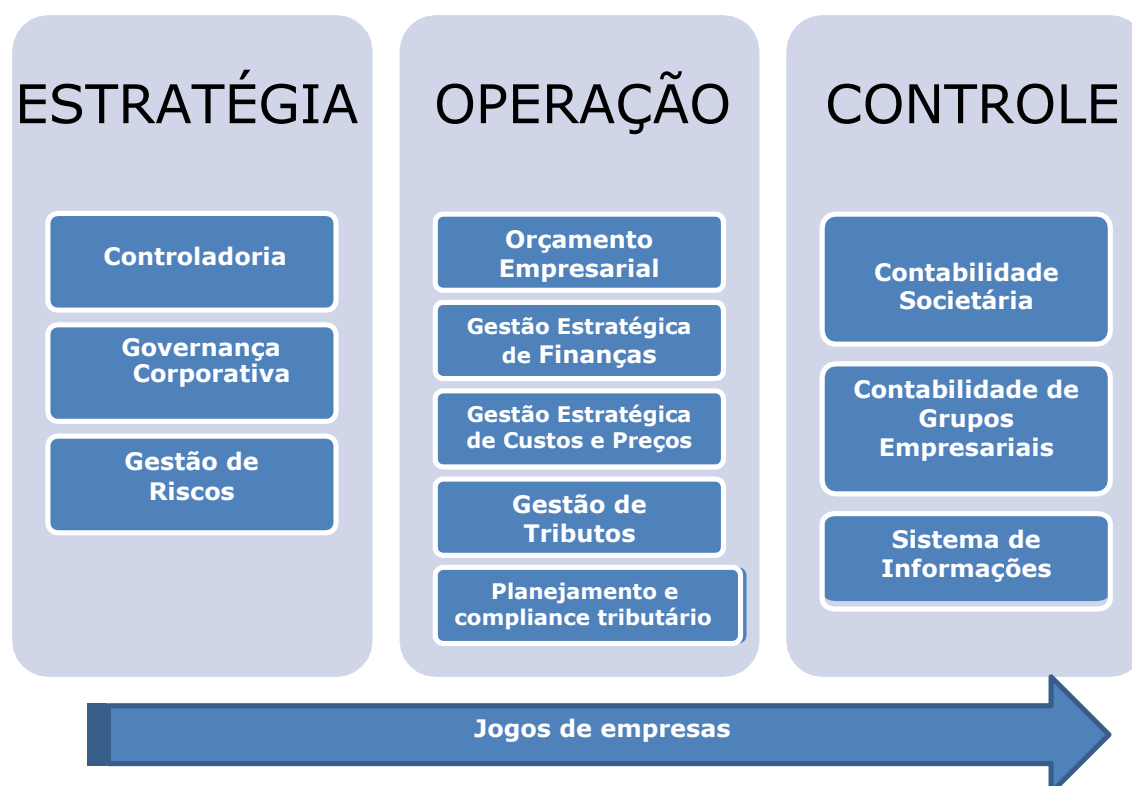 ESTRATÉGIA
Controladoria
Governança
Corporativa
Gestão de
Riscos
OPERAÇÃO
Orçamento
Empresarial
Gestão Estratégica
de Finanças
Gestão Estratégica
de Custos e Preços
Gestão de
Tributos
Planejamento e
compliance tributário
CONTROLE
Contabilidade
Societária
Contabilidade de
Grupos
Empresariais
Sistema de
Informações
Jogos de empresas